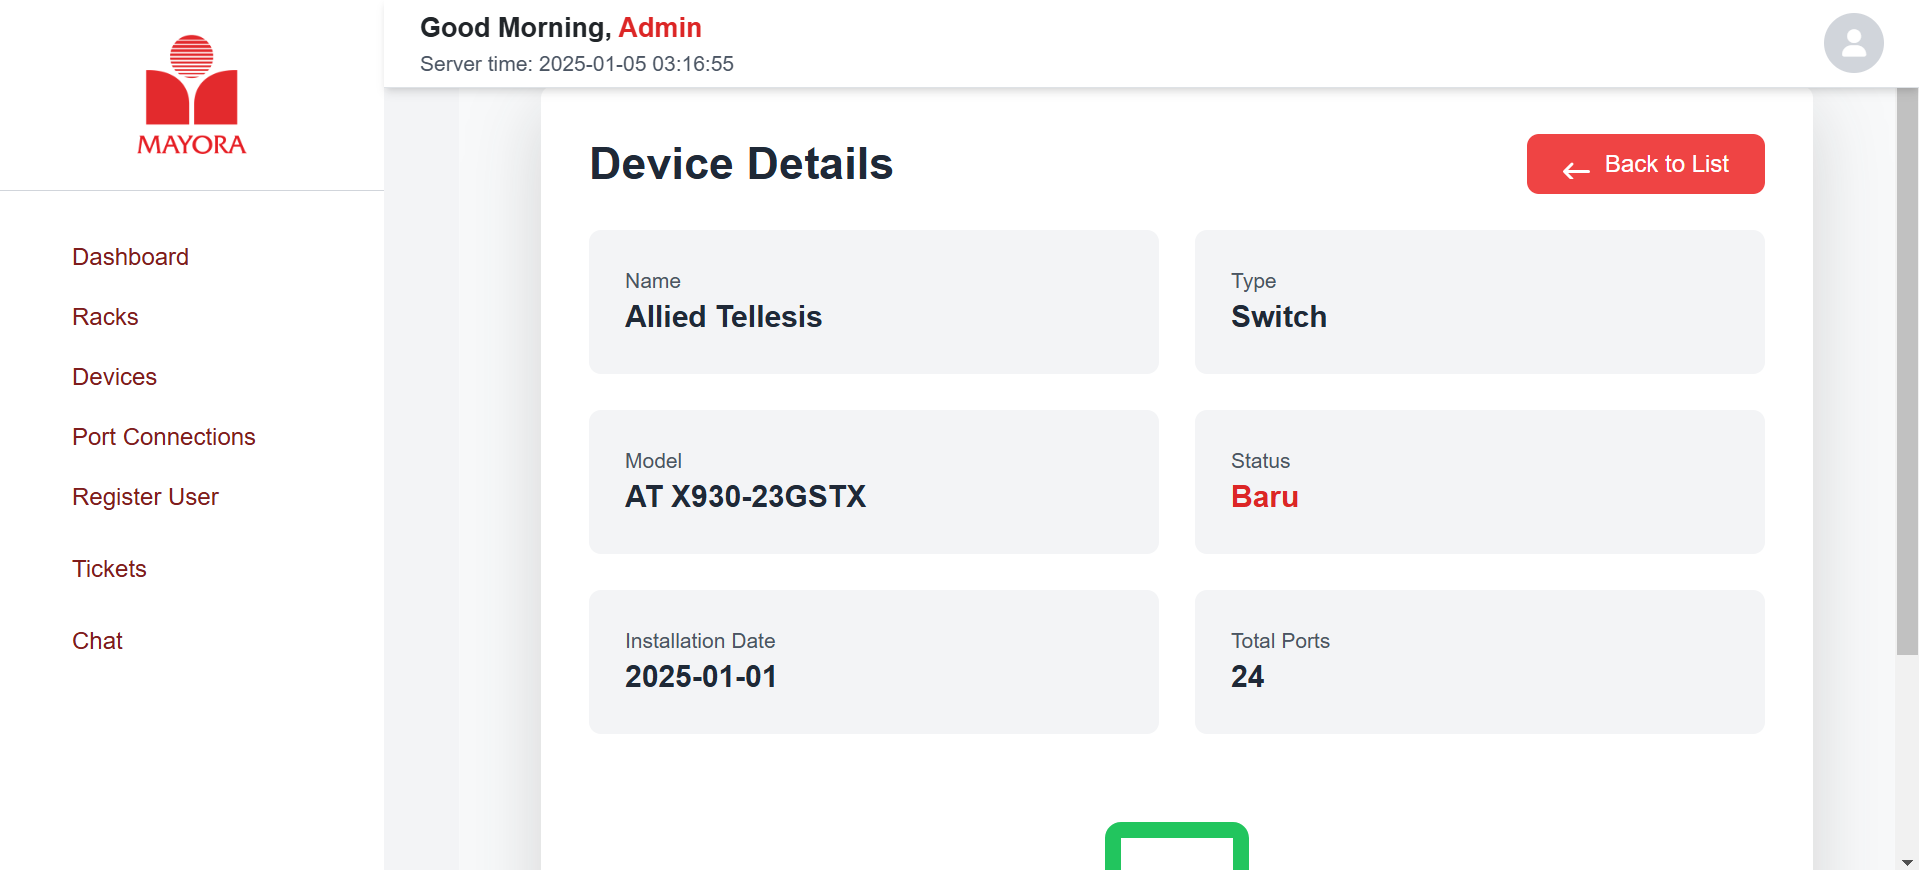 MAYORA
Good Morning, Admin
Server time: 2025-01-05 03:16:55
Dashboard
Racks
Devices
Port Connections
Register User
Tickets
Chat
Device Details
Back to List
Name
Allied Tellesis
Type
Switch
Model
AT X930-23GSTX
Status
Baru
Installation Date
2025-01-01
Total Ports
24